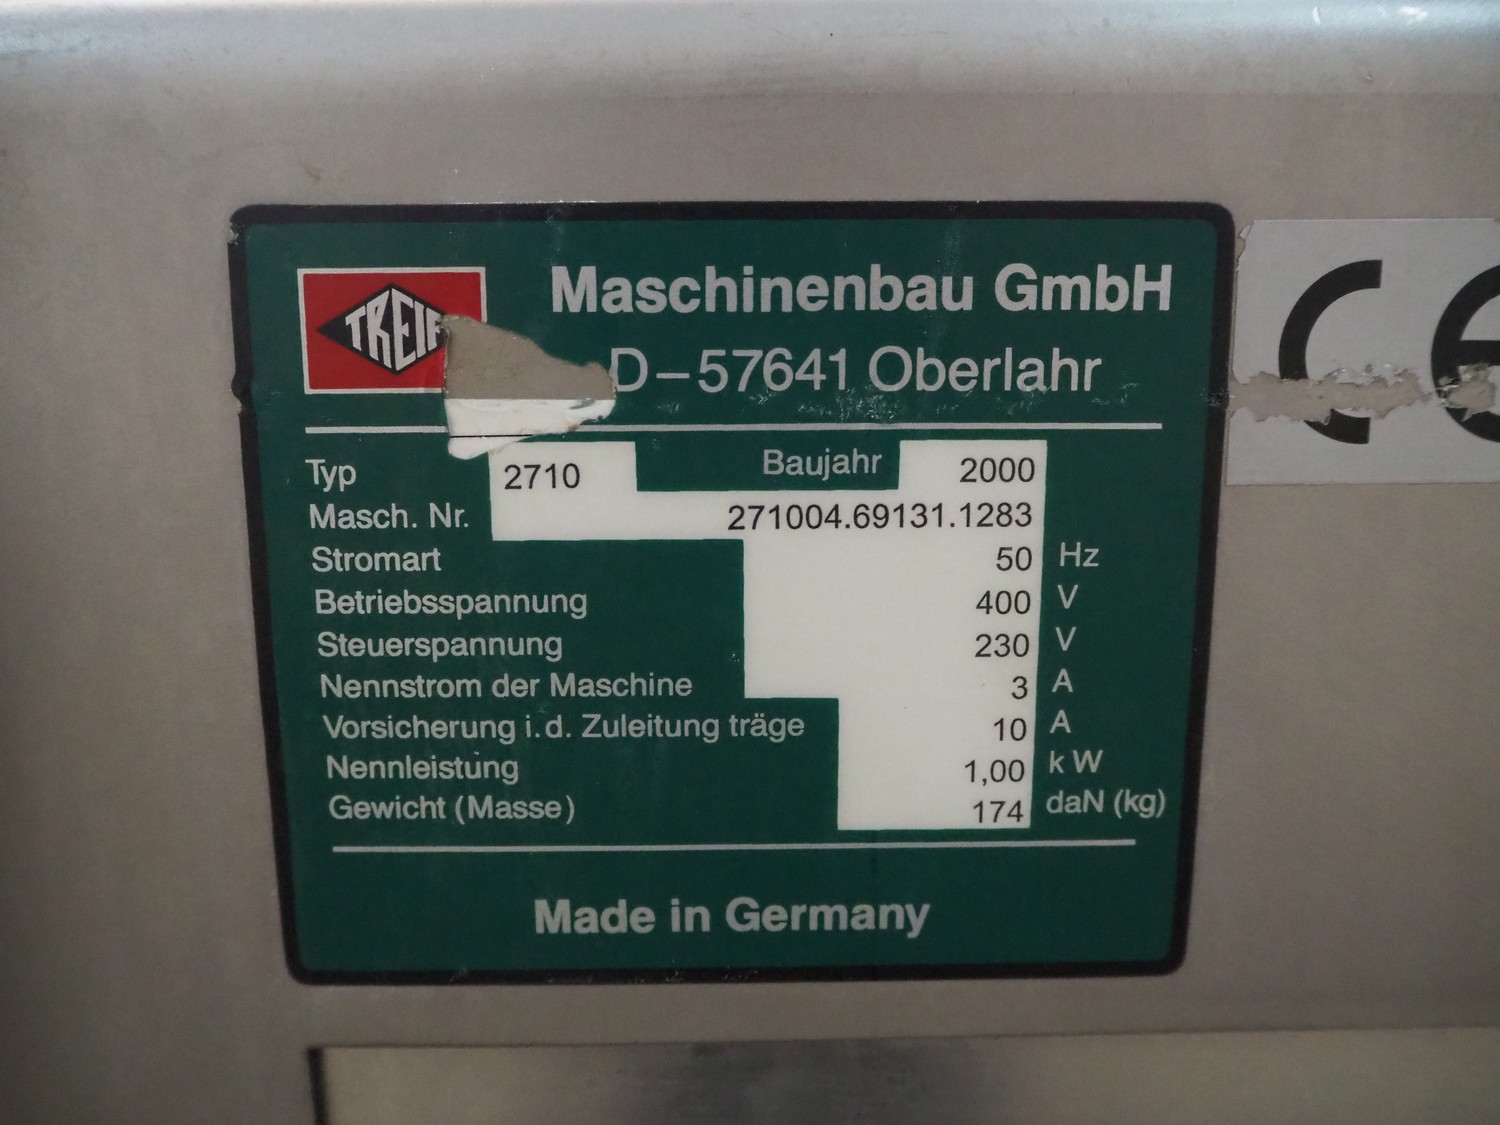 TREIF
Maschinenbau GmbH
D-57641 Oberlahr
CE
Typ 2710 Baujahr 2000
Masch. Nr. 271004.69131.1283
Stromart 50 Hz
Betriebsspannung 400 V
Steuerspannung 230 V
Nennstrom der Maschine 3 A
Vorsicherung i.d. Zuleitung träge 10 A
Nennleistung 1,00 kW
Gewicht (Masse) 174 daN (kg)
Made in Germany